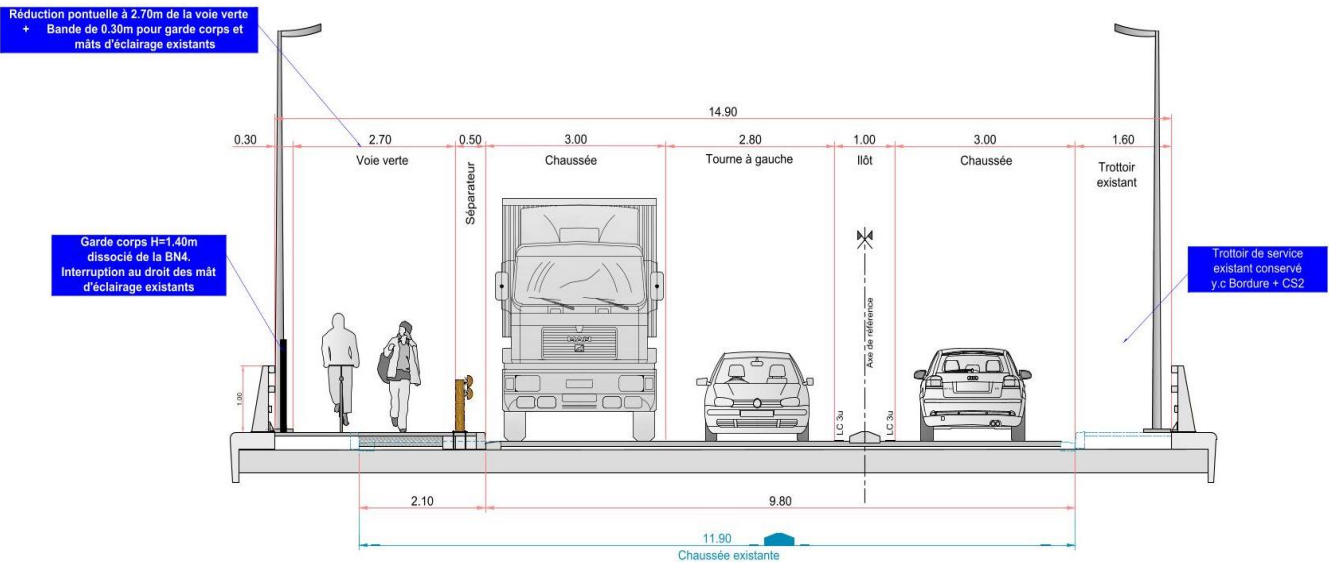 Réduction pontuelle à 2.70m de la voie verte
+ Bande de 0.30m pour garde corps et
mâts d'éclairage existants
14.90
0.30
2.70
0.50
3.00
2.80
1.00
3.00
1.60
Voie verte
Séparateur
Chaussée
Tourne à gauche
Ilôt
Chaussée
Trottoir
existant
Garde corps H=1.40m
dissocié de la BN4.
Interruption au droit des mât
d'éclairage existants
Trottoir de service
existant conservé
y.c Bordure + CS2
Axe de référence
1.00
LC 3u
LC 3u
2.10
9.80
11.90
Chaussée existante